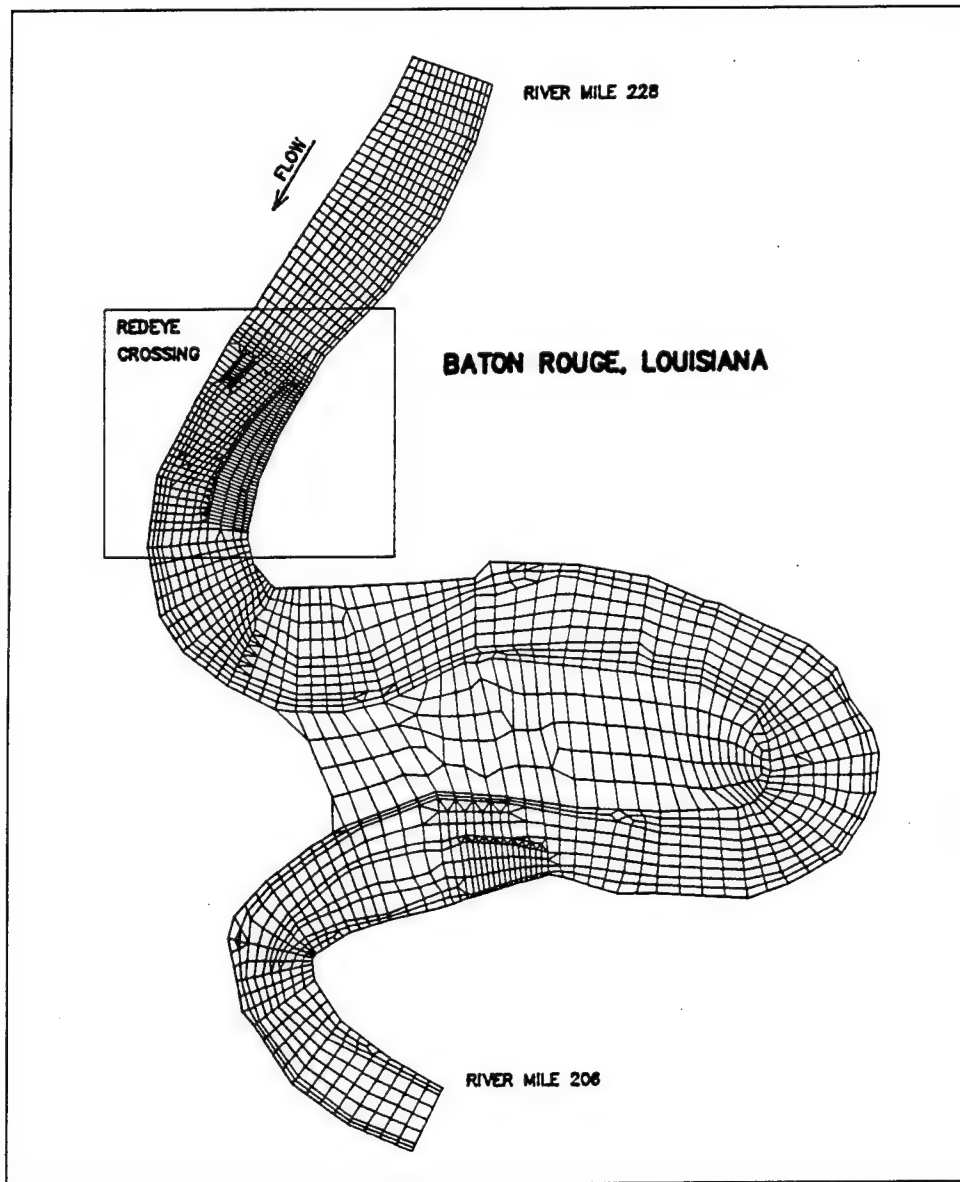 RIVER MILE 228
FLOW
REDEYE
CROSSING
BATON ROUGE, LOUISIANA
RIVER MILE 206